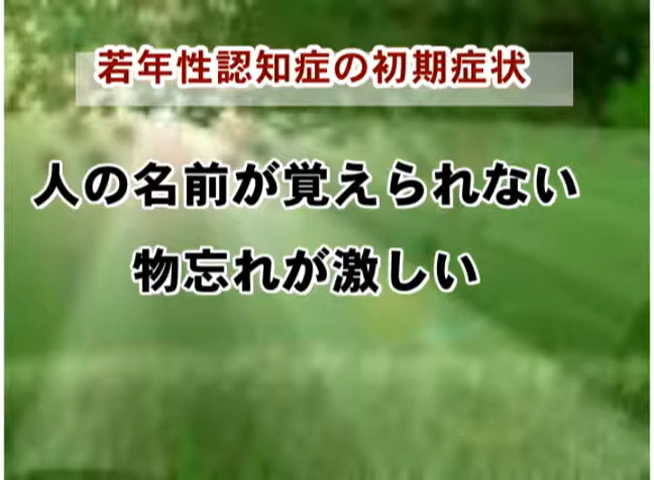 若年性認知症の初期症状
人の名前が覚えられない
物忘れが激しい